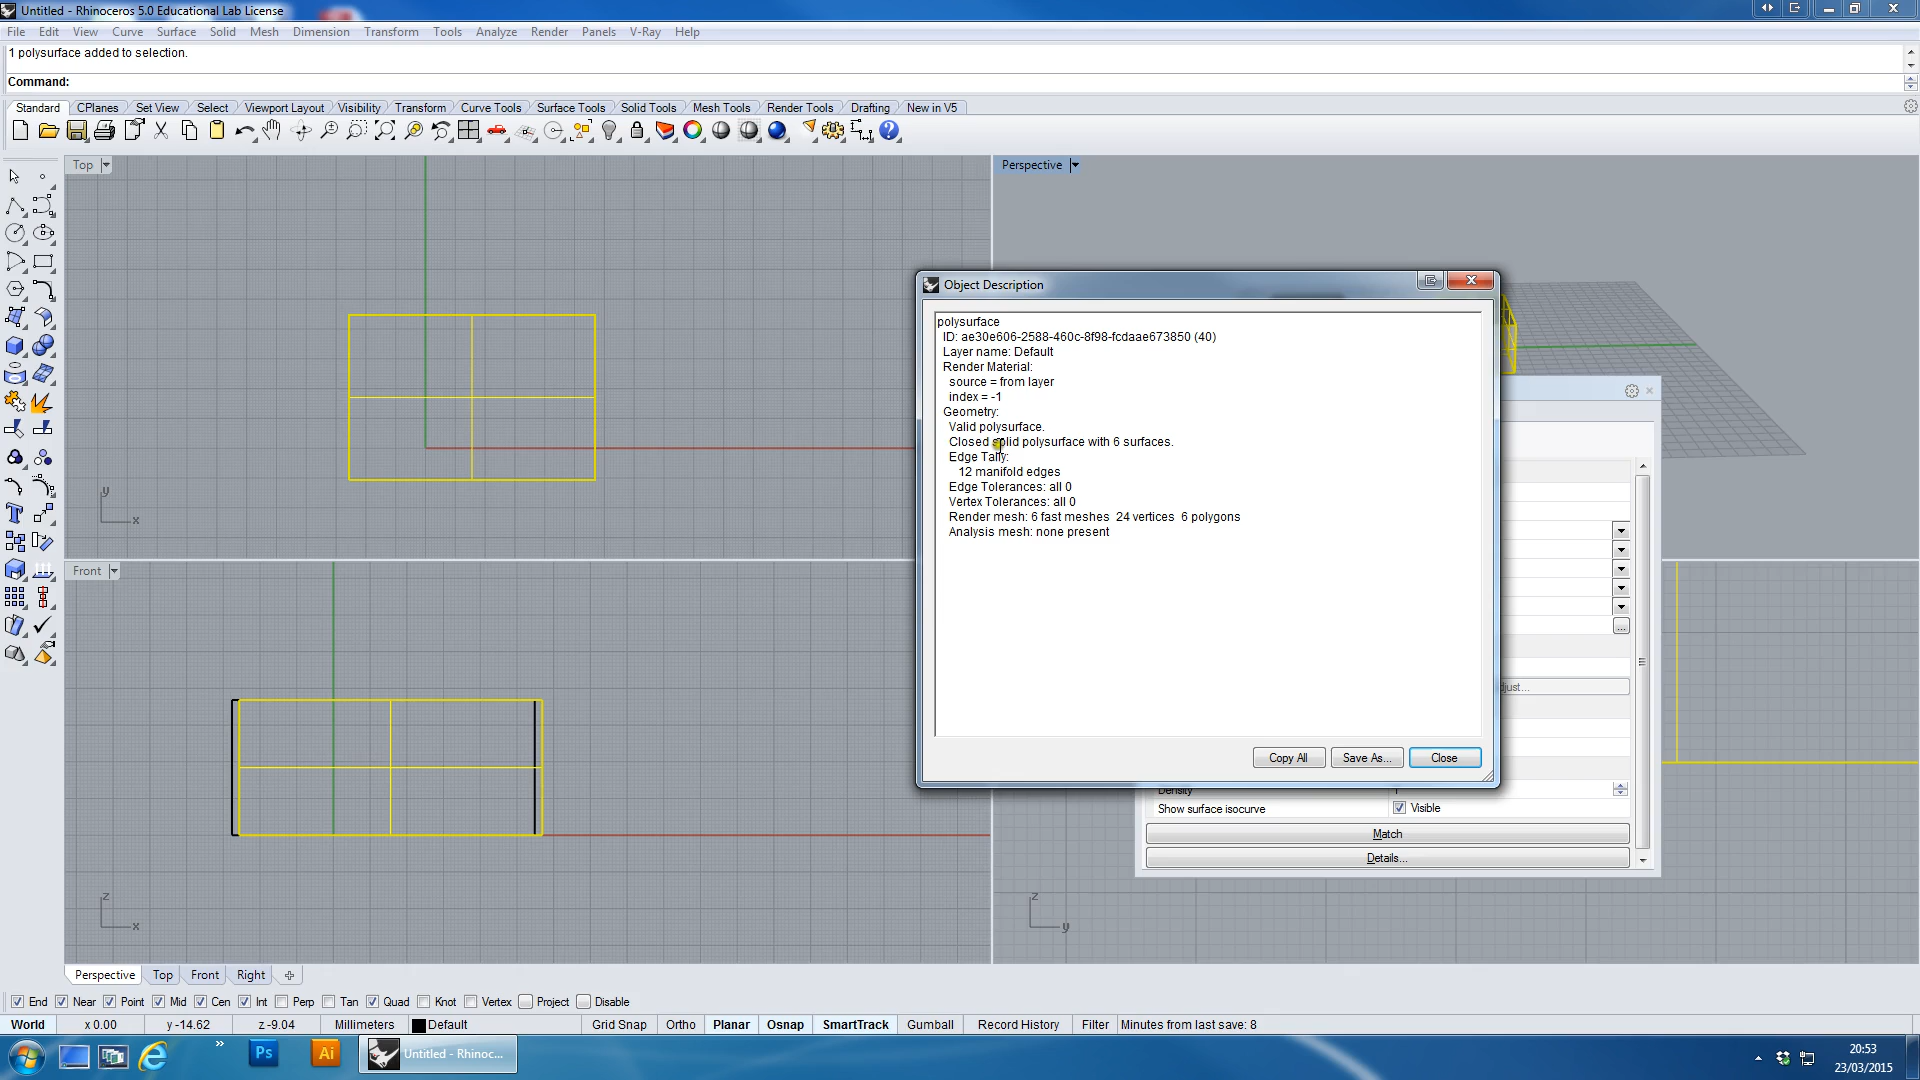 Untitled - Rhinoceros 5.0 Educational Lab License
File Edit View Curve Surface Solid Mesh Dimension Transform Tools Analyze Render Panels V-Ray Help
1 polysurface added to selection.
Command:
Standard CPlanes Set View Select Viewport Layout Visibility Transform Curve Tools Surface Tools Solid Tools Mesh Tools Render Tools Drafting New in V5
Top
Perspective
Object Description
polysurface
ID: ae30e606-2588-460c-8f98-fcdaae673850 (40)
Layer name: Default
Render Material:
source = from layer
index = -1
Geometry:
Valid polysurface.
Closed solid polysurface with 6 surfaces.
Edge Tally:
12 manifold edges
Edge Tolerances: all 0
Vertex Tolerances: all 0
Render mesh: 6 fast meshes 24 vertices 6 polygons
Analysis mesh: none present
y
x
Front
Copy All Save As... Close
Density 1
Show surface isocurve Visible
Match
Details...
z
x
z
y
Perspective Top Front Right
End Near Point Mid Cen Int Perp Tan Quad Knot Vertex Project Disable
World x 0.00 y -14.62 z -9.04 Millimeters Default Grid Snap Ortho Planar Osnap SmartTrack Gumball Record History Filter Minutes from last save: 8
Ps Ai Untitled - Rhinoc...
20:53
23/03/2015